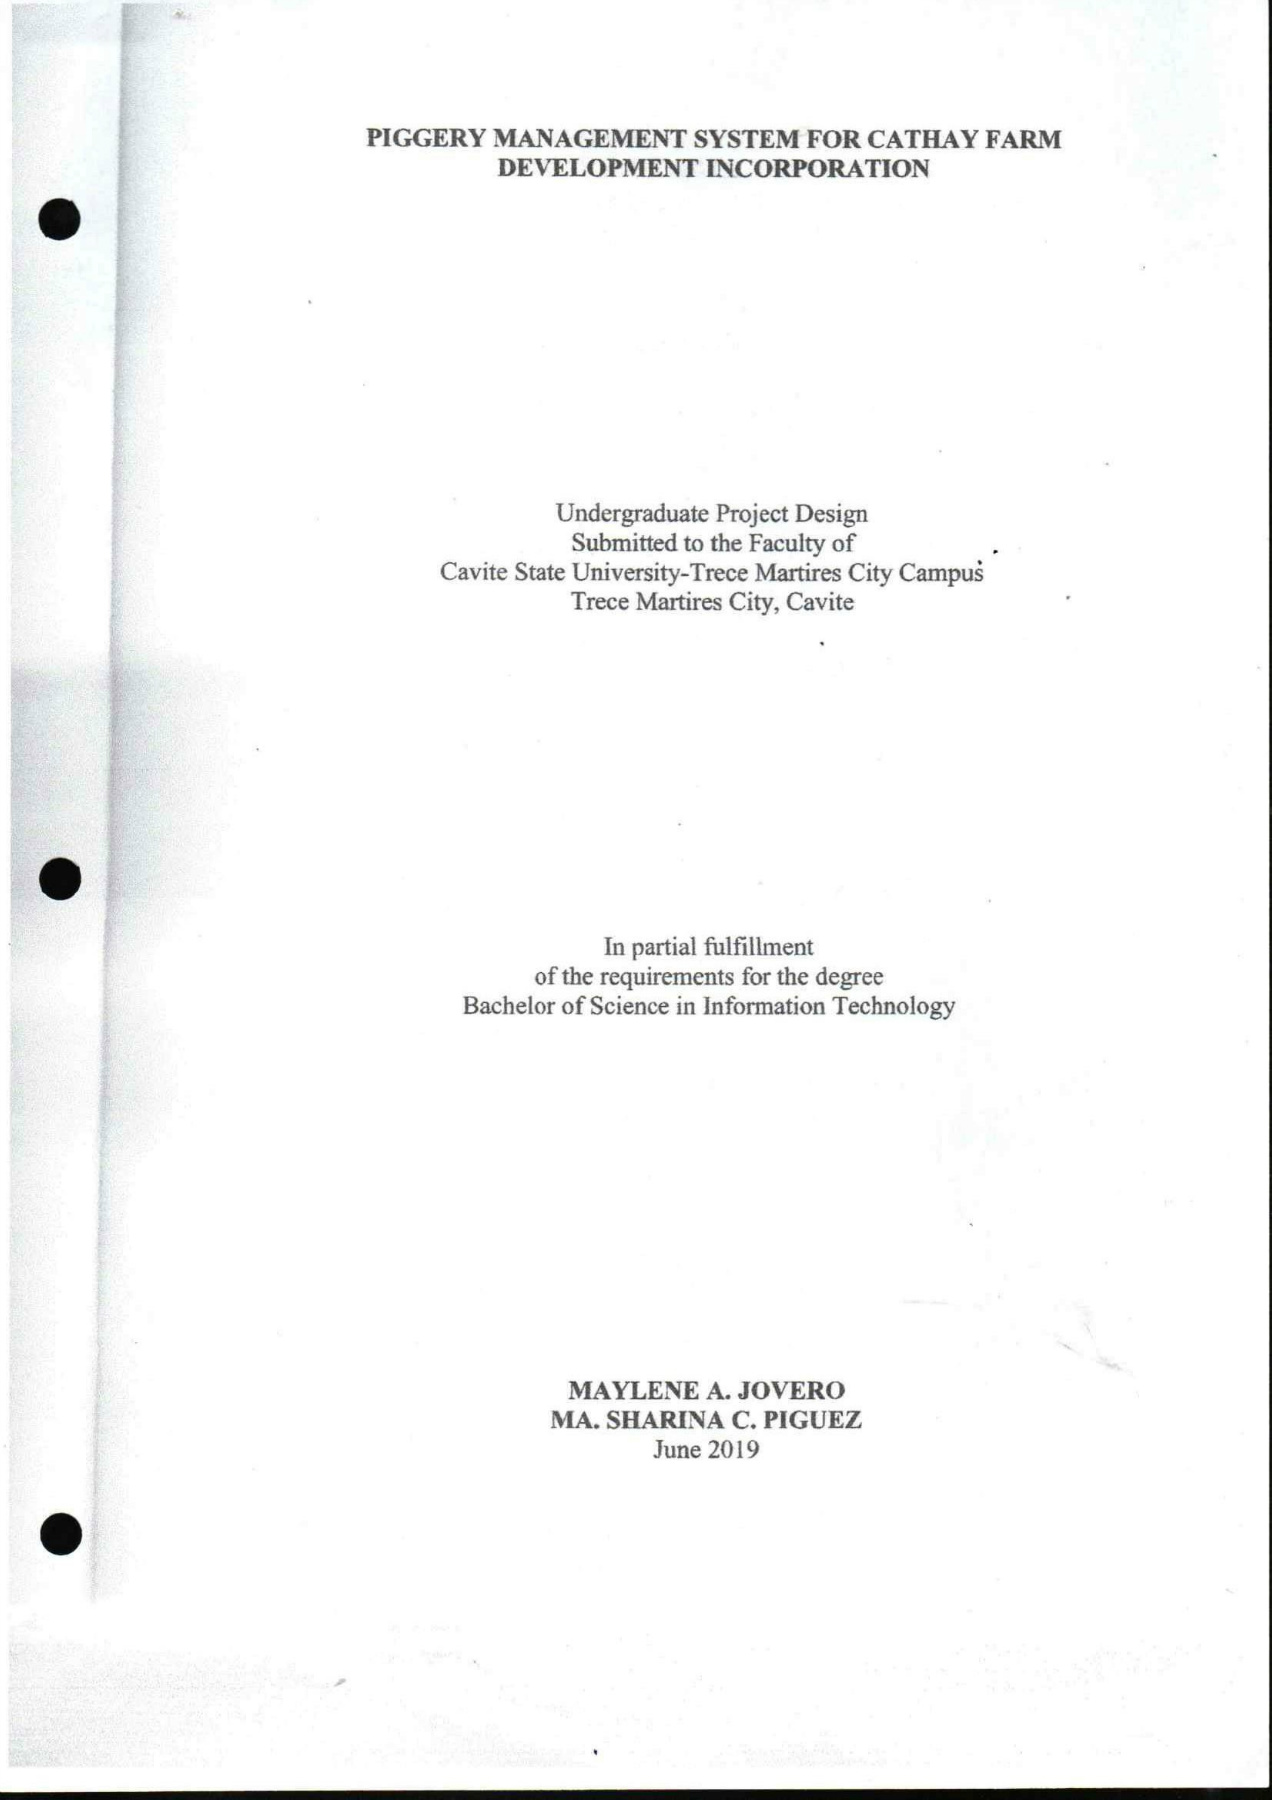 PIGGERY MANAGEMENT SYSTEM FOR CATHAY FARM
DEVELOPMENT INCORPORATION
Undergraduate Project Design
Submitted to the Faculty of
Cavite State University-Trece Martires City Campus
Trece Martires City, Cavite
In partial fulfillment
of the requirements for the degree
Bachelor of Science in Information Technology
MAYLENE A. JOVERO
MA. SHARINA C. PIGUEZ
June 2019